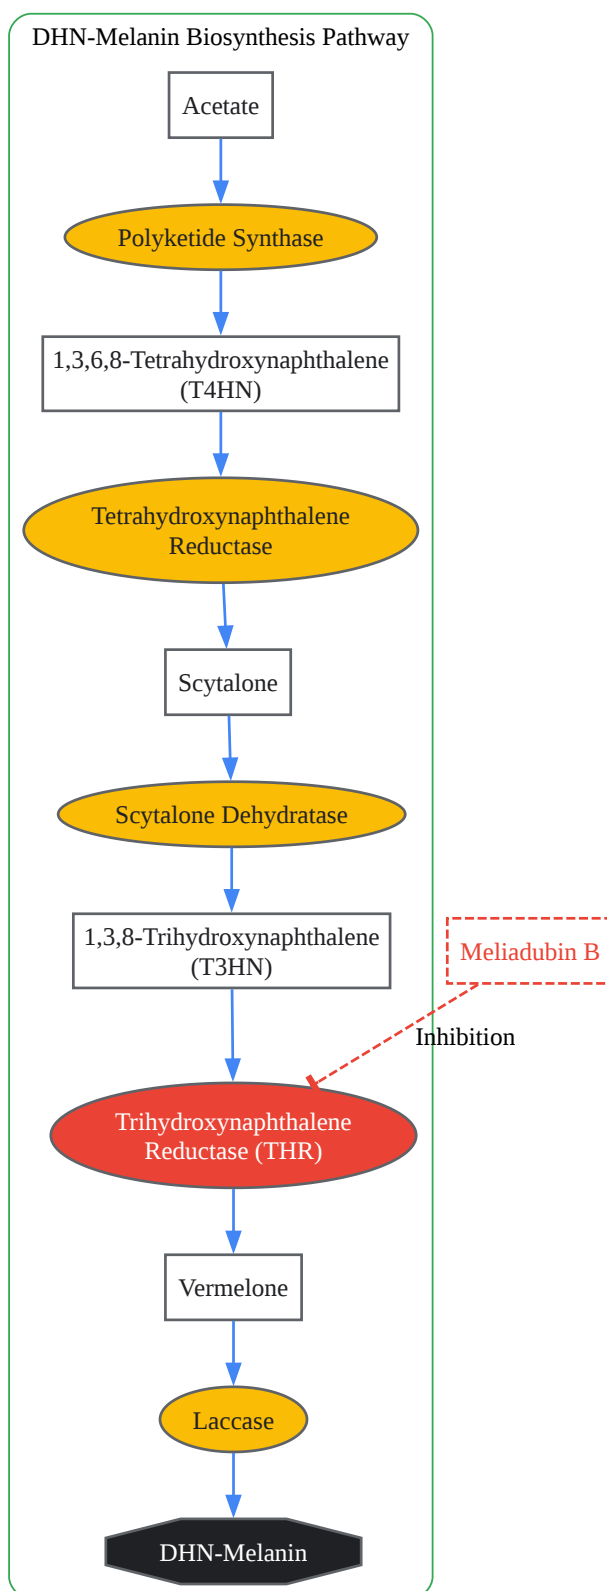 DHN-Melanin Biosynthesis Pathway
Acetate
Polyketide Synthase
1,3,6,8-Tetrahydroxynaphthalene
(T4HN)
Tetrahydroxynaphthalene
Reductase
Scytalone
Scytalone Dehydratase
1,3,8-Trihydroxynaphthalene
(T3HN)
Meliadubin B
Inhibition
Trihydroxynaphthalene
Reductase (THR)
Vermelone
Laccase
DHN-Melanin